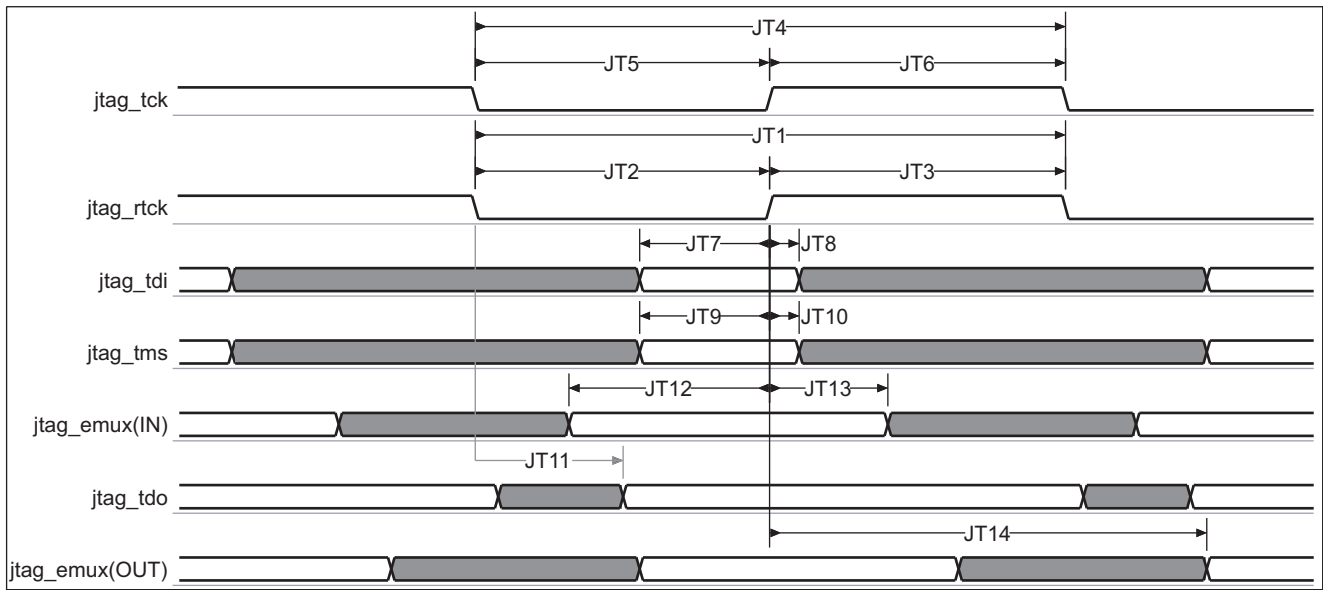 JT4
JT5 JT6
jtag_tck
JT1
JT2 JT3
jtag_rtck
JT7 JT8
jtag_tdi
JT9 JT10
jtag_tms
JT12 JT13
jtag_emux(IN)
JT11
jtag_tdo
JT14
jtag_emux(OUT)